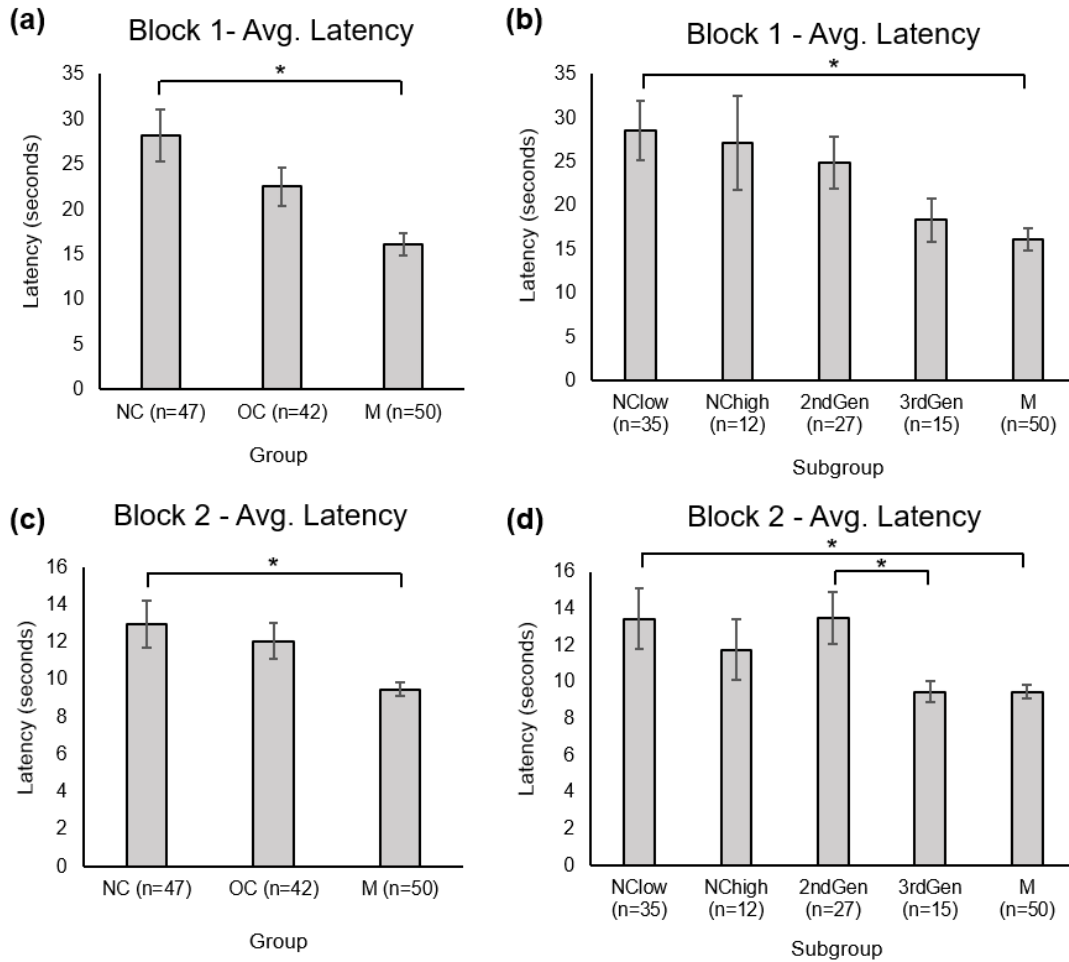 (a)
Block 1- Avg. Latency
*
35
30
25
20
15
10
5
0
Latency (seconds)
NC (n=47) OC (n=42) M (n=50)
Group
(b)
Block 1 - Avg. Latency
*
35
30
25
20
15
10
5
0
Latency (seconds)
NClow NChigh 2ndGen 3rdGen M
(n=35) (n=12) (n=27) (n=15) (n=50)
Subgroup
(c)
Block 2 - Avg. Latency
*
16
14
12
10
8
6
4
2
0
Latency (seconds)
NC (n=47) OC (n=42) M (n=50)
Group
(d)
Block 2 - Avg. Latency
*
*
16
14
12
10
8
6
4
2
0
Latency (seconds)
NClow NChigh 2ndGen 3rdGen M
(n=35) (n=12) (n=27) (n=15) (n=50)
Subgroup